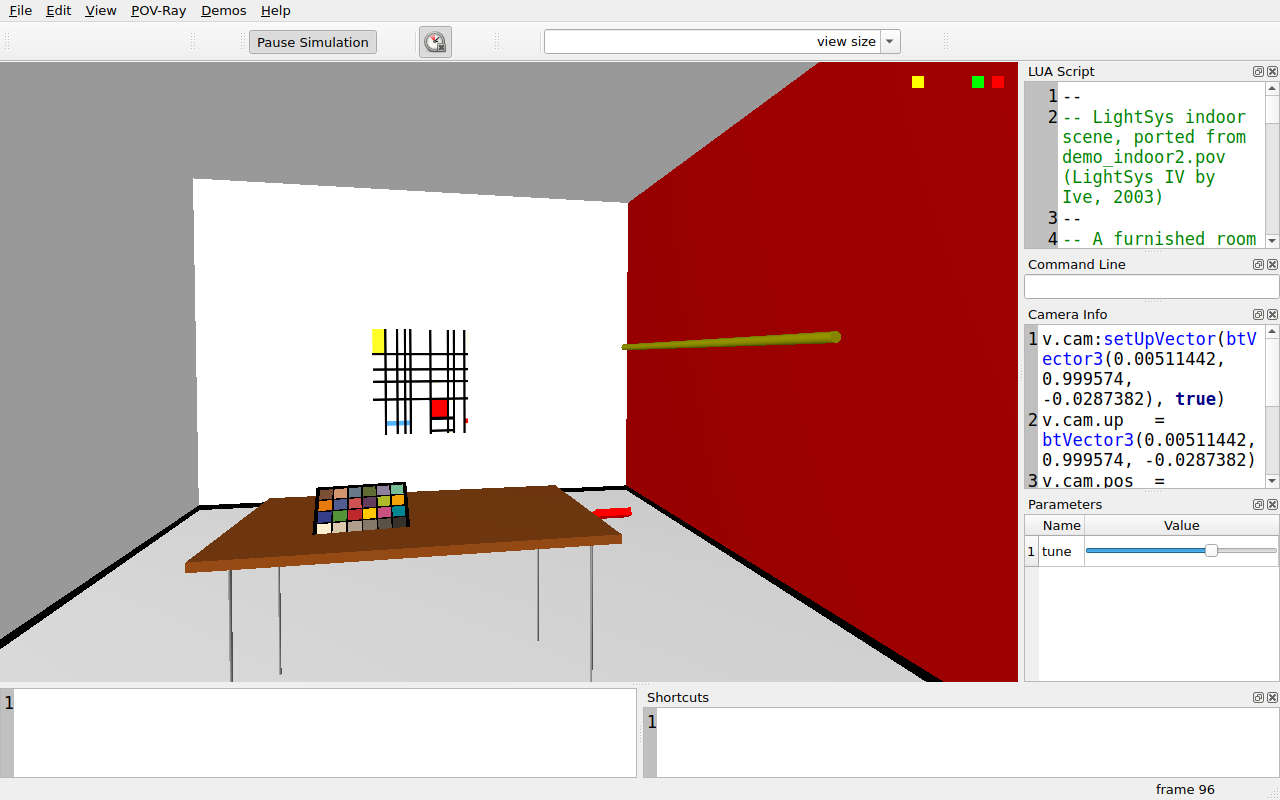 File Edit View POV-Ray Demos Help
Pause Simulation
view size
LUA Script
1 --
2 -- LightSys indoor
scene, ported from
demo_indoor2.pov
(LightSys IV by
Ive, 2003)
3 --
4 -- A furnished room
Command Line
Camera Info
1 v.cam:setUpVector(btV
ector3(0.00511442,
0.999574,
-0.0287382), true)
2 v.cam.up   =
btVector3(0.00511442,
0.999574, -0.0287382)
3 v.cam.pos  =
Parameters
Name Value
1 tune
1
Shortcuts
1
frame 96